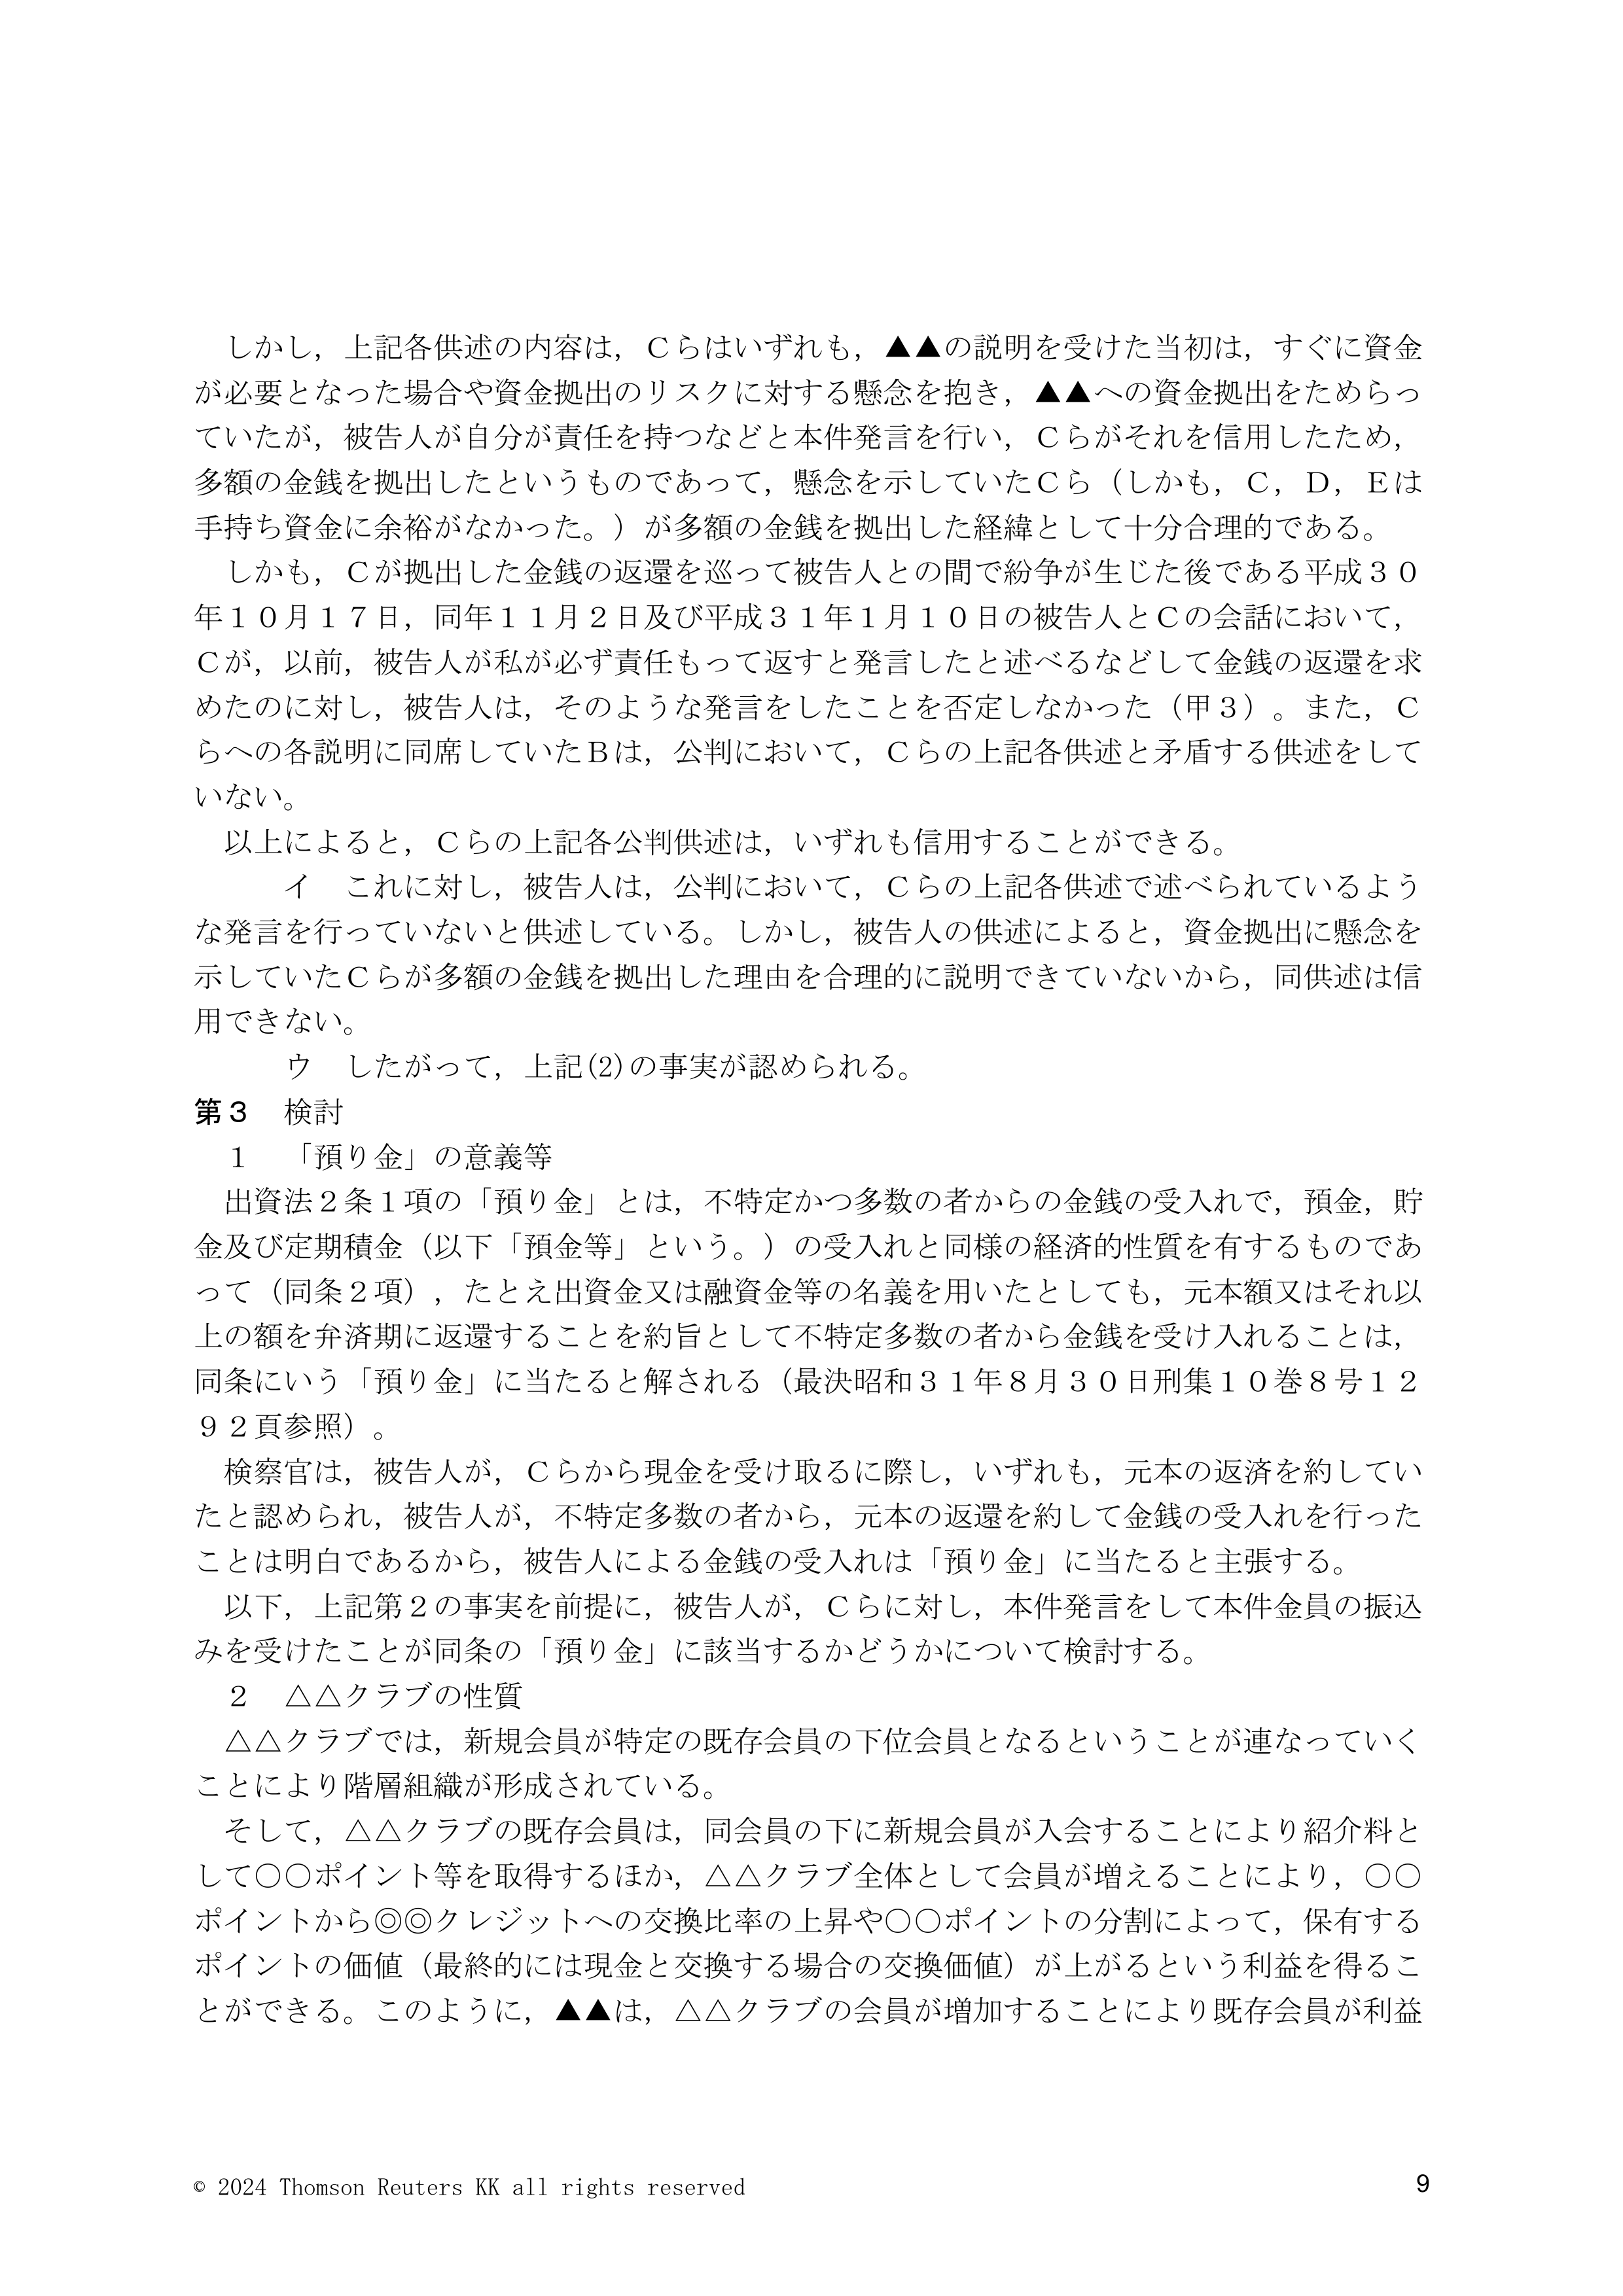 しかし，上記各供述の内容は，Ｃらはいずれも，▲▲の説明を受けた当初は，すぐに資金
が必要となった場合や資金拠出のリスクに対する懸念を抱き，▲▲への資金拠出をためらっ
ていたが，被告人が自分が責任を持つなどと本件発言を行い，Ｃらがそれを信用したため，
多額の金銭を拠出したというものであって，懸念を示していたＣら（しかも，Ｃ，Ｄ，Ｅは
手持ち資金に余裕がなかった。）が多額の金銭を拠出した経緯として十分合理的である。
しかも，Ｃが拠出した金銭の返還を巡って被告人との間で紛争が生じた後である平成３０
年１０月１７日，同年１１月２日及び平成３１年１月１０日の被告人とＣの会話において，
Ｃが，以前，被告人が私が必ず責任もって返すと発言したと述べるなどして金銭の返還を求
めたのに対し，被告人は，そのような発言をしたことを否定しなかった（甲３）。また，Ｃ
らへの各説明に同席していたＢは，公判において，Ｃらの上記各供述と矛盾する供述をして
いない。
以上によると，Ｃらの上記各公判供述は，いずれも信用することができる。
イ　これに対し，被告人は，公判において，Ｃらの上記各供述で述べられているよう
な発言を行っていないと供述している。しかし，被告人の供述によると，資金拠出に懸念を
示していたＣらが多額の金銭を拠出した理由を合理的に説明できていないから，同供述は信
用できない。
ウ　したがって，上記(2)の事実が認められる。
第３　検討
１　「預り金」の意義等
出資法２条１項の「預り金」とは，不特定かつ多数の者からの金銭の受入れで，預金，貯
金及び定期積金（以下「預金等」という。）の受入れと同様の経済的性質を有するものであ
って（同条２項），たとえ出資金又は融資金等の名義を用いたとしても，元本額又はそれ以
上の額を弁済期に返還することを約旨として不特定多数の者から金銭を受け入れることは，
同条にいう「預り金」に当たると解される（最決昭和３１年８月３０日刑集１０巻８号１２
９２頁参照）。
検察官は，被告人が，Ｃらから現金を受け取るに際し，いずれも，元本の返済を約してい
たと認められ，被告人が，不特定多数の者から，元本の返還を約して金銭の受入れを行った
ことは明白であるから，被告人による金銭の受入れは「預り金」に当たると主張する。
以下，上記第２の事実を前提に，被告人が，Ｃらに対し，本件発言をして本件金員の振込
みを受けたことが同条の「預り金」に該当するかどうかについて検討する。
２　△△クラブの性質
△△クラブでは，新規会員が特定の既存会員の下位会員となるということが連なっていく
ことにより階層組織が形成されている。
そして，△△クラブの既存会員は，同会員の下に新規会員が入会することにより紹介料と
して〇〇ポイント等を取得するほか，△△クラブ全体として会員が増えることにより，〇〇
ポイントから◎◎クレジットへの交換比率の上昇や〇〇ポイントの分割によって，保有する
ポイントの価値（最終的には現金と交換する場合の交換価値）が上がるという利益を得るこ
とができる。このように，▲▲は，△△クラブの会員が増加することにより既存会員が利益
© 2024 Thomson Reuters KK all rights reserved
9